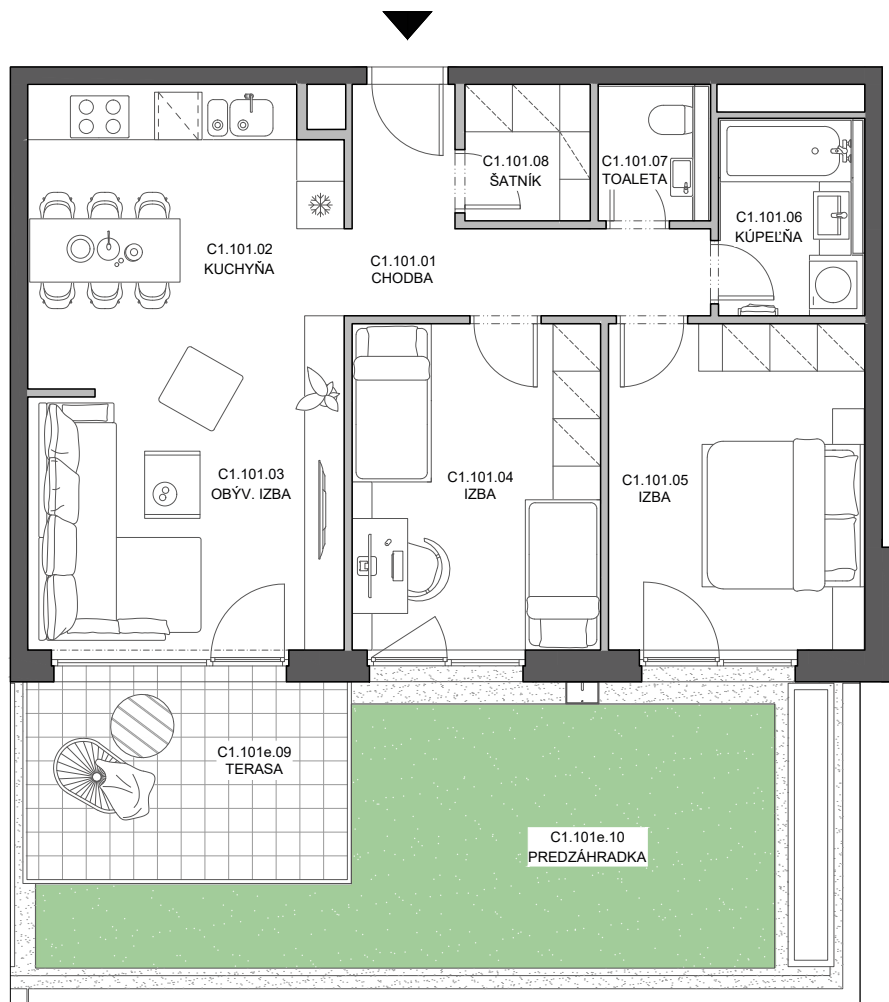 C1.101.08
ŠATNÍK
C1.101.07
TOALETA
C1.101.06
KÚPEĽŇA
C1.101.02
KUCHYŇA
C1.101.01
CHODBA
C1.101.03
OBÝV. IZBA
C1.101.04
IZBA
C1.101.05
IZBA
C1.101e.09
TERASA
C1.101e.10
PREDZÁHRADKA